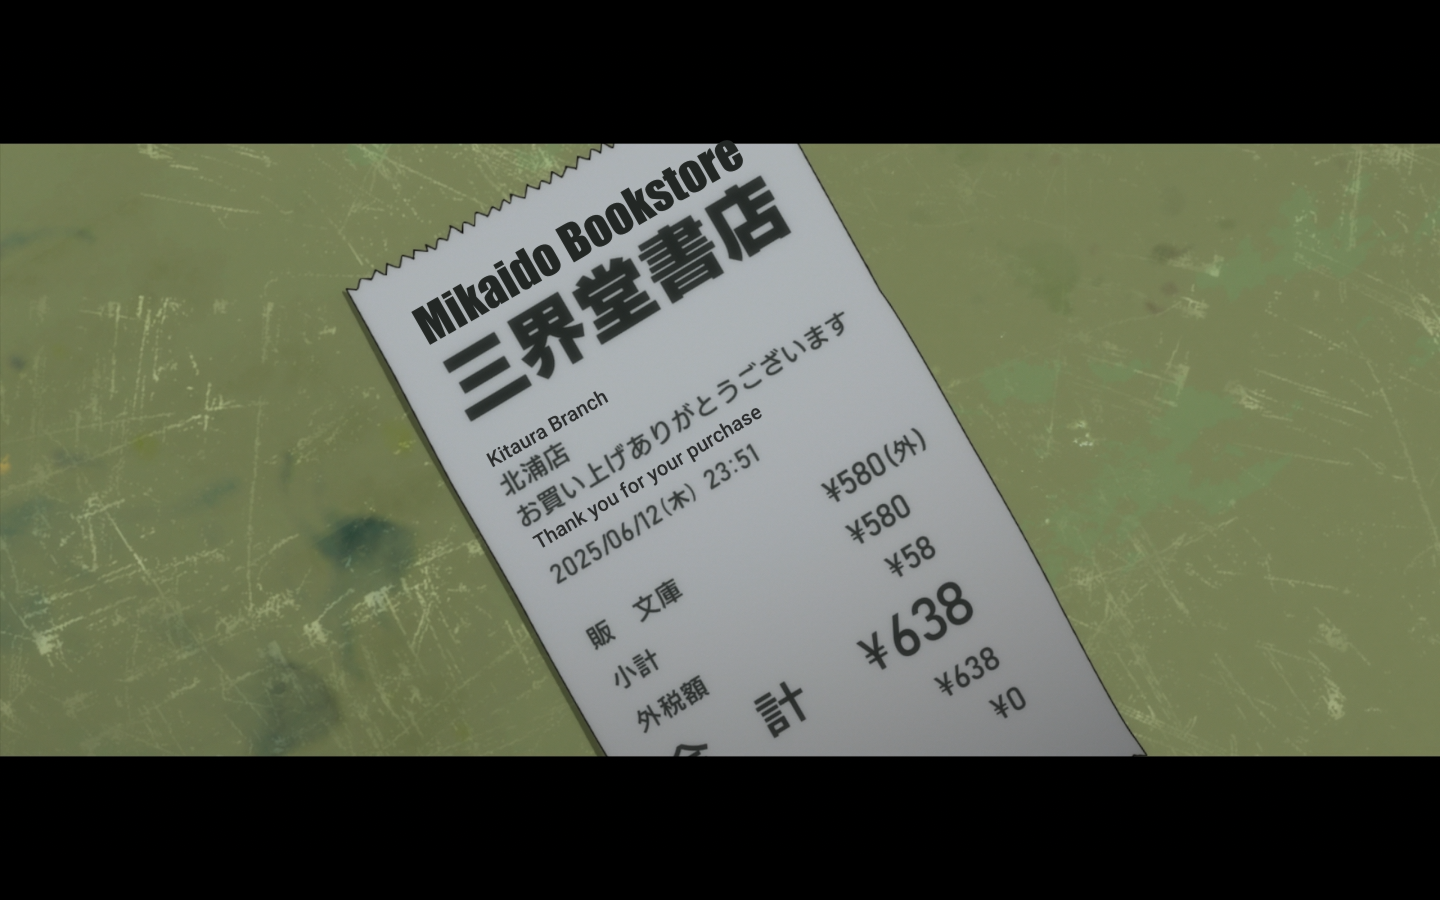 Mikaido Bookstore
三界堂書店
Kitaura Branch
北浦店
お買い上げありがとうございます
Thank you for your purchase
2025/06/12(木) 23:51
販 文庫 ¥580(外)
小計 ¥580
外税額 ¥58
合 計 ¥638
¥638
¥0